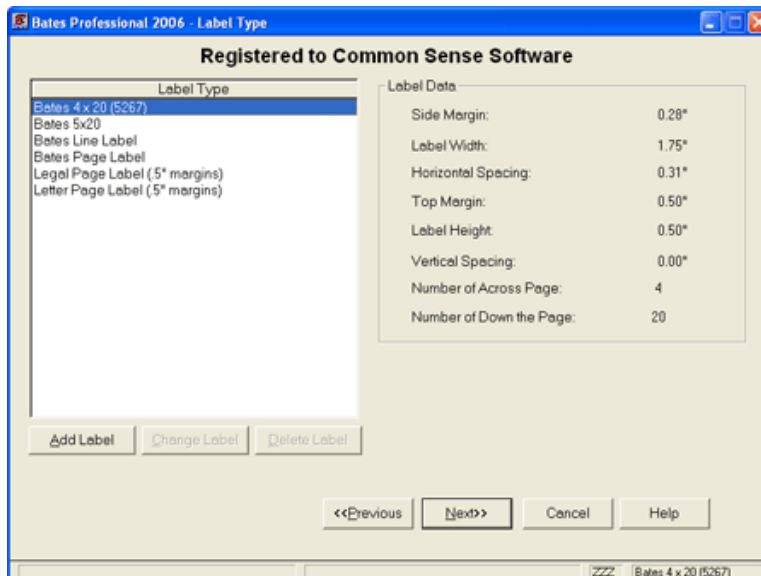 Bates Professional 2006 - Label Type
Registered to Common Sense Software
Label Type
Bates 4 x 20 (5267)
Bates 5x20
Bates Line Label
Bates Page Label
Legal Page Label (.5" margins)
Letter Page Label (.5" margins)
Label Data
Side Margin: 0.28"
Label Width: 1.75"
Horizontal Spacing: 0.31"
Top Margin: 0.50"
Label Height: 0.50"
Vertical Spacing: 0.00"
Number of Across Page: 4
Number of Down the Page: 20
Add Label Change Label Delete Label
<<Previous Next>> Cancel Help
ZZZ Bates 4 x 20 (5267)